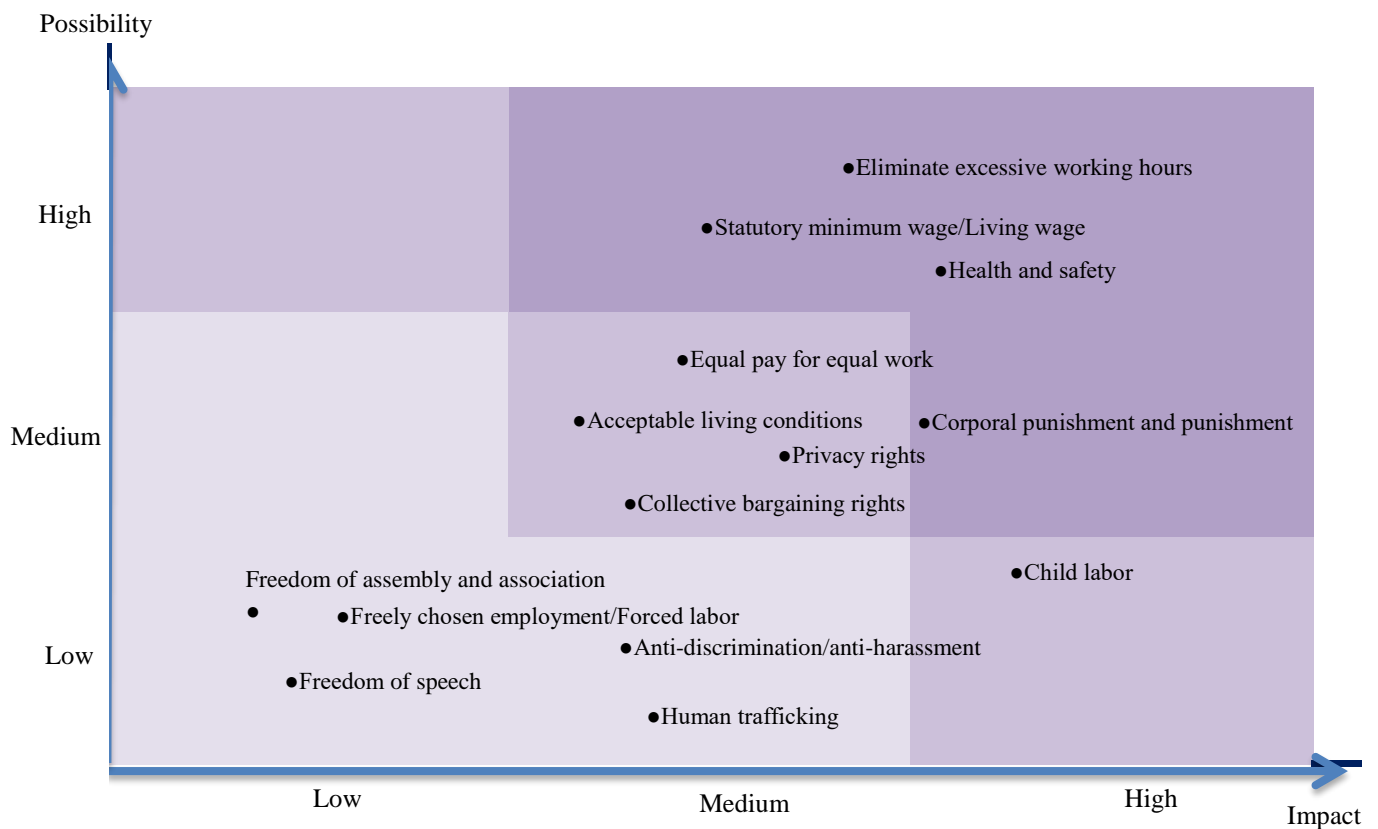 Possibility
●Eliminate excessive working hours
High
●Statutory minimum wage/Living wage
●Health and safety
●Equal pay for equal work
●Acceptable living conditions
●Corporal punishment and punishment
Medium
●Privacy rights
●Collective bargaining rights
●Child labor
Freedom of assembly and association
●
●Freely chosen employment/Forced labor
●Anti-discrimination/anti-harassment
Low
●Freedom of speech
●Human trafficking
Low
Medium
High
Impact